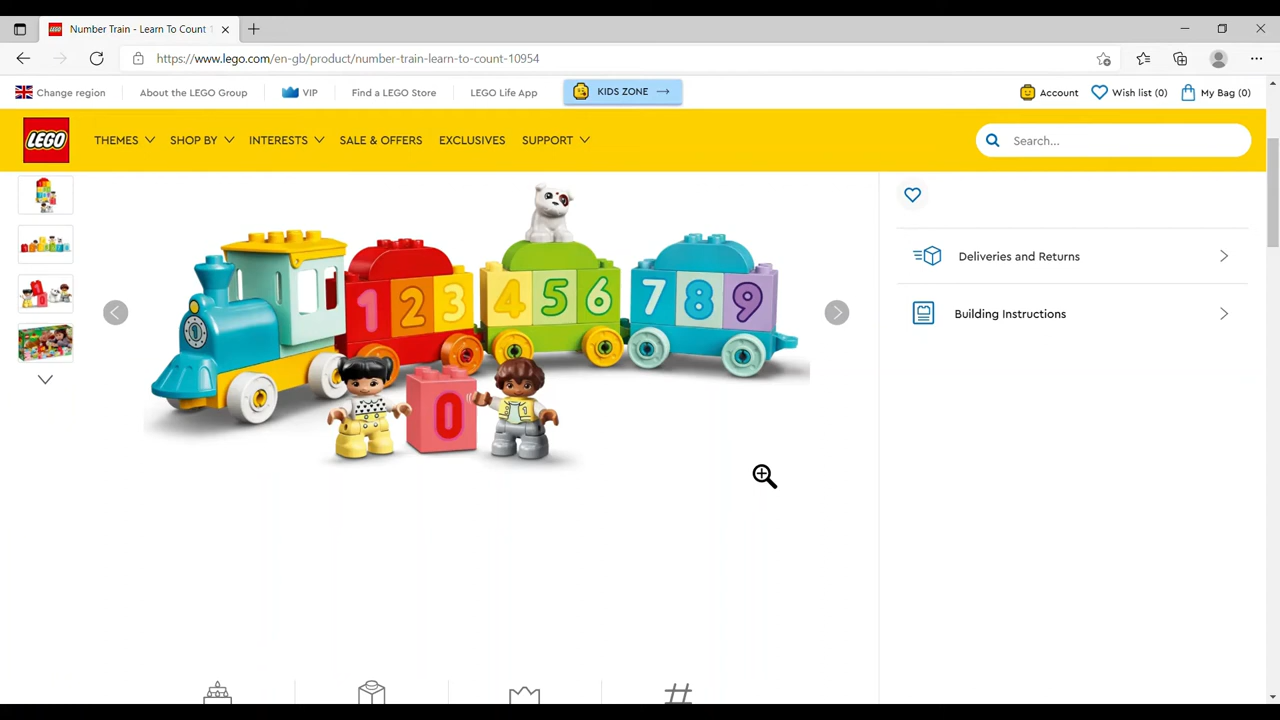 Number Train - Learn To Count 1
https://www.lego.com/en-gb/product/number-train-learn-to-count-10954
Change region
About the LEGO Group
VIP
Find a LEGO Store
LEGO Life App
KIDS ZONE
Account
Wish list (0)
My Bag (0)
LEGO
THEMES
SHOP BY
INTERESTS
SALE & OFFERS
EXCLUSIVES
SUPPORT
Search...
1 2 3 4 5 6 7 8 9
0
Deliveries and Returns
Building Instructions
#